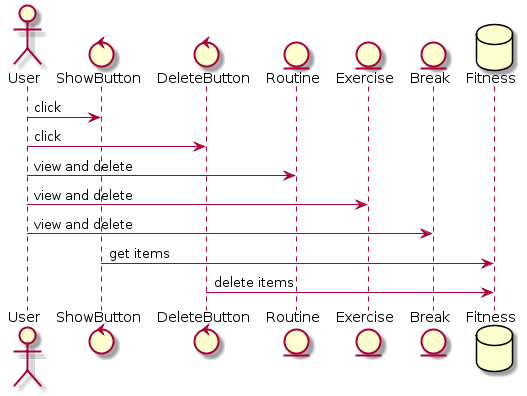 User ShowButton DeleteButton Routine Exercise Break Fitness
click
click
view and delete
view and delete
view and delete
get items
delete items
User ShowButton DeleteButton Routine Exercise Break Fitness